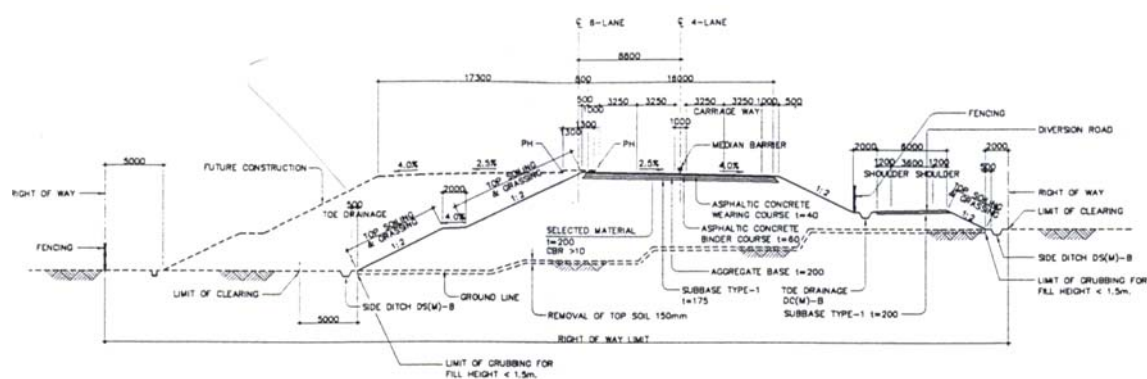 ℄ 8-LANE
℄ 4-LANE
8800
17300
800
16000
500
3250
3250
3250
3250
1000
500
1000
CARRIAGE WAY
1300
1300
1000
FENCING
DIVERSION ROAD
5000
PH
PH
MEDIAN BARRIER
2000
6000
2000
FUTURE CONSTRUCTION
4.0%
2.5%
2.5%
4.0%
1200
3600
1200
500
SHOULDER
SHOULDER
RIGHT OF WAY
TOP SOILING
& GRASSING
2000
RIGHT OF WAY
500
TOE DRAINAGE
4.0%
1:2
1:2
TOP SOILING
& GRASSING
TOP SOILING
& GRASSING
1:2
1:2
ASPHALTIC CONCRETE
WEARING COURSE t=40
LIMIT OF CLEARING
FENCING
SELECTED MATERIAL
t=200
CBR >10
ASPHALTIC CONCRETE
BINDER COURSE t=60
SIDE DITCH DS(M)-B
LIMIT OF CLEARING
GROUND LINE
AGGREGATE BASE t=200
TOE DRAINAGE
DC(M)-B
LIMIT OF GRUBBING FOR
FILL HEIGHT < 1.5m.
SIDE DITCH DS(M)-B
SUBBASE TYPE-1
t=175
5000
REMOVAL OF TOP SOIL 150mm
SUBBASE TYPE-1 t=200
RIGHT OF WAY LIMIT
LIMIT OF GRUBBING FOR
FILL HEIGHT < 1.5m.